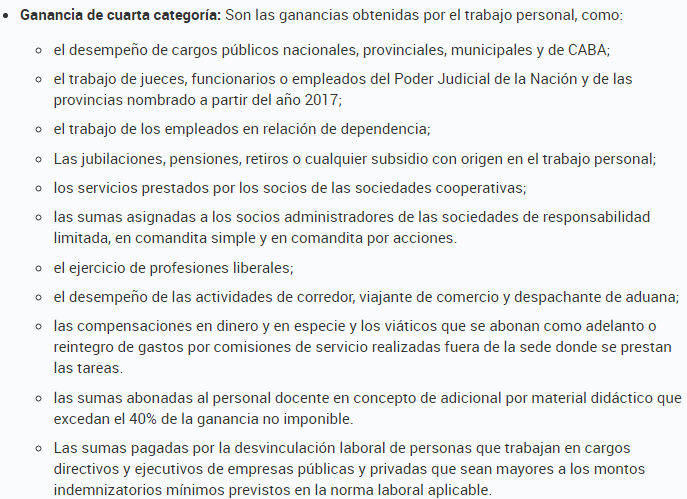 • Ganancia de cuarta categoría: Son las ganancias obtenidas por el trabajo personal, como:
◦ el desempeño de cargos públicos nacionales, provinciales, municipales y de CABA;
◦ el trabajo de jueces, funcionarios o empleados del Poder Judicial de la Nación y de las
provincias nombrado a partir del año 2017;
◦ el trabajo de los empleados en relación de dependencia;
◦ Las jubilaciones, pensiones, retiros o cualquier subsidio con origen en el trabajo personal;
◦ los servicios prestados por los socios de las sociedades cooperativas;
◦ las sumas asignadas a los socios administradores de las sociedades de responsabilidad
limitada, en comandita simple y en comandita por acciones.
◦ el ejercicio de profesiones liberales;
◦ el desempeño de las actividades de corredor, viajante de comercio y despachante de aduana;
◦ las compensaciones en dinero y en especie y los viáticos que se abonan como adelanto o
reintegro de gastos por comisiones de servicio realizadas fuera de la sede donde se prestan
las tareas.
◦ las sumas abonadas al personal docente en concepto de adicional por material didáctico que
excedan el 40% de la ganancia no imponible.
◦ Las sumas pagadas por la desvinculación laboral de personas que trabajan en cargos
directivos y ejecutivos de empresas públicas y privadas que sean mayores a los montos
indemnizatorios mínimos previstos en la norma laboral aplicable.